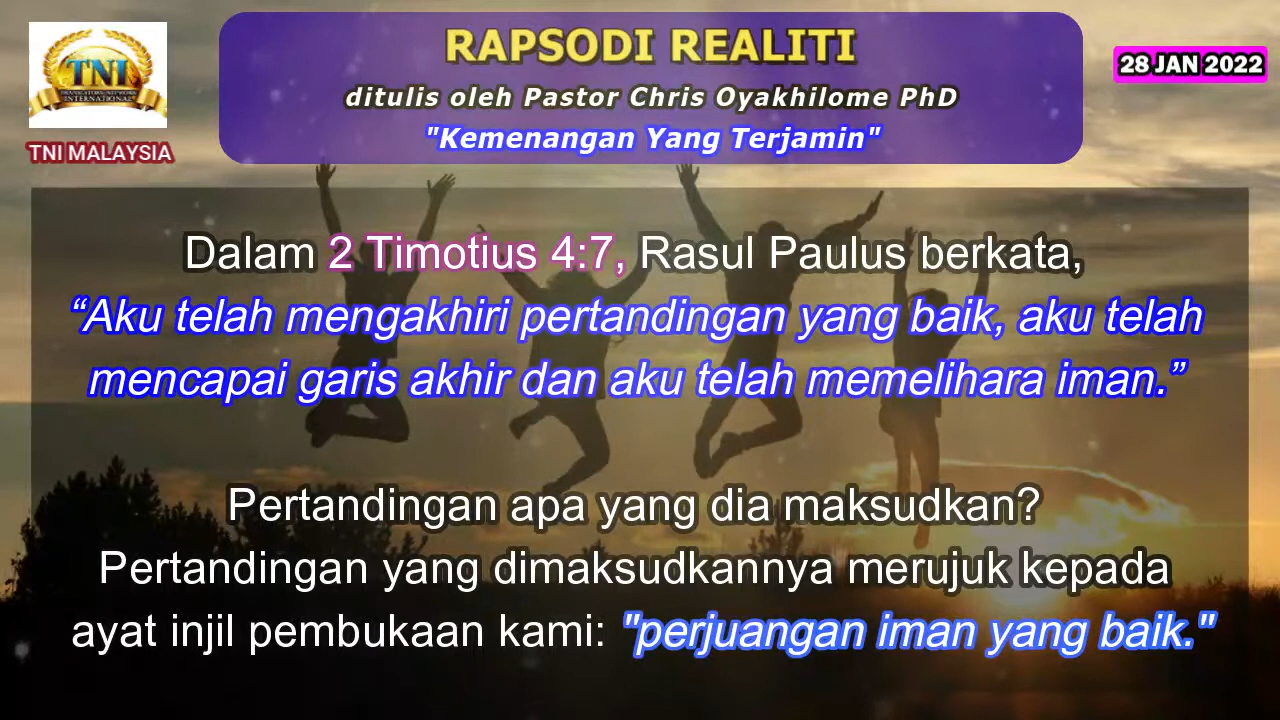 TNI
TRANSLATORS NETWORK
INTERNATIONAL
TNI MALAYSIA
RAPSODI REALITI
ditulis oleh Pastor Chris Oyakhilome PhD
"Kemenangan Yang Terjamin"
28 JAN 2022
Dalam 2 Timotius 4:7, Rasul Paulus berkata,
“Aku telah mengakhiri pertandingan yang baik, aku telah
mencapai garis akhir dan aku telah memelihara iman.”
Pertandingan apa yang dia maksudkan?
Pertandingan yang dimaksudkannya merujuk kepada
ayat injil pembukaan kami: "perjuangan iman yang baik."